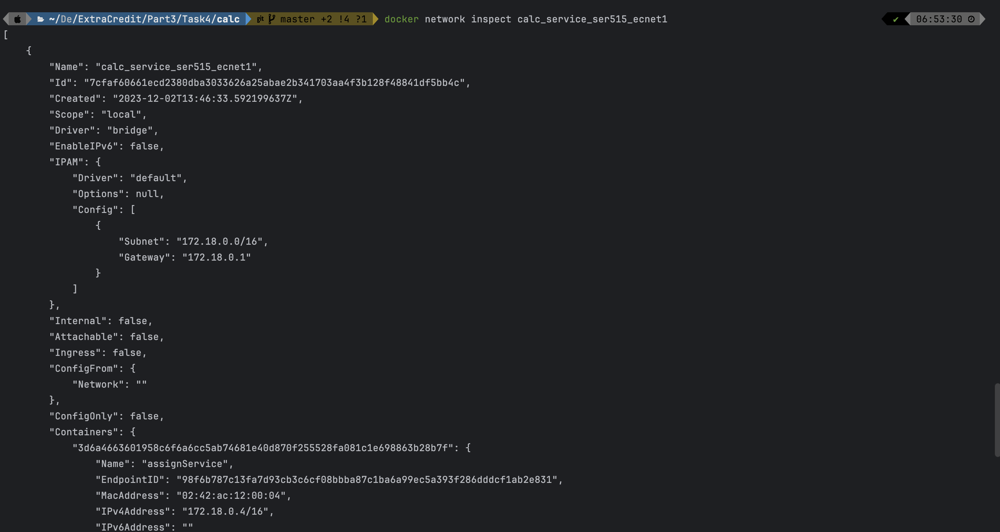 ~/De/ExtraCredit/Part3/Task4/calc git master +2 !4 ?1 docker network inspect calc_service_ser515_ecnet1 ✔ 06:53:30
[
    {
        "Name": "calc_service_ser515_ecnet1",
        "Id": "7cfaf60661ecd2380dba3033626a25abae2b341703aa4f3b128f48841df5bb4c",
        "Created": "2023-12-02T13:46:33.592199637Z",
        "Scope": "local",
        "Driver": "bridge",
        "EnableIPv6": false,
        "IPAM": {
            "Driver": "default",
            "Options": null,
            "Config": [
                {
                    "Subnet": "172.18.0.0/16",
                    "Gateway": "172.18.0.1"
                }
            ]
        },
        "Internal": false,
        "Attachable": false,
        "Ingress": false,
        "ConfigFrom": {
            "Network": ""
        },
        "ConfigOnly": false,
        "Containers": {
            "3d6a4663601958c6f6a6cc5ab74681e40d870f255528fa081c1e698863b28b7f": {
                "Name": "assignService",
                "EndpointID": "98f6b787c13fa7d93cb3c6cf08bbba87c1ba6a99ec5a393f286dddcf1ab2e831",
                "MacAddress": "02:42:ac:12:00:04",
                "IPv4Address": "172.18.0.4/16",
                "IPv6Address": ""